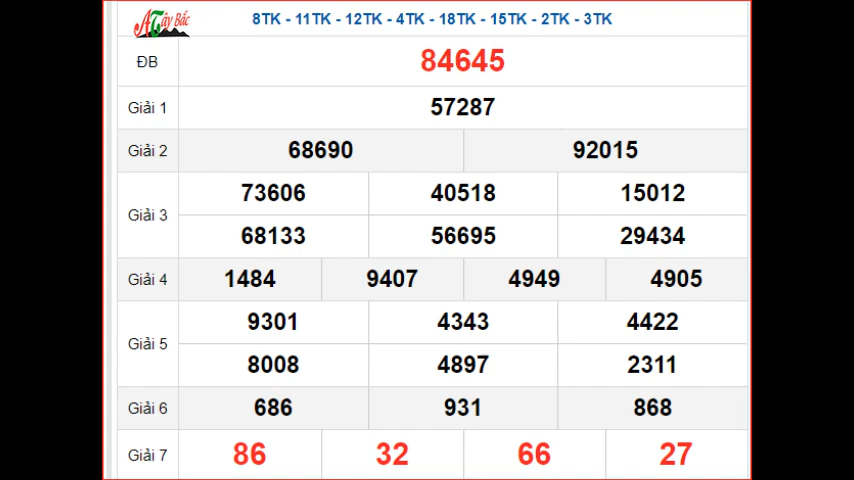 ATây Bắc
8TK - 11TK - 12TK - 4TK - 18TK - 15TK - 2TK - 3TK
ĐB 84645
Giải 1 57287
Giải 2 68690 92015
Giải 3 73606 40518 15012
68133 56695 29434
Giải 4 1484 9407 4949 4905
Giải 5 9301 4343 4422
8008 4897 2311
Giải 6 686 931 868
Giải 7 86 32 66 27